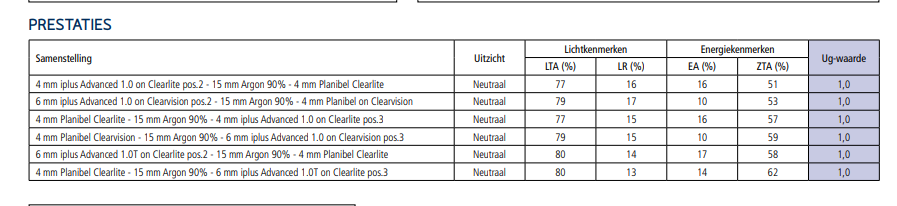 PRESTATIES
Samenstelling Uitzicht Lichtkenmerken Energiekenmerken Ug-waarde
LTA (%) LR (%) EA (%) ZTA (%)
4 mm iplus Advanced 1.0 on Clearlite pos.2 - 15 mm Argon 90% - 4 mm Planibel Clearlite Neutraal 77 16 16 51 1,0
6 mm iplus Advanced 1.0 on Clearvision pos.2 - 15 mm Argon 90% - 4 mm Planibel on Clearvision Neutraal 79 17 10 53 1,0
4 mm Planibel Clearlite - 15 mm Argon 90% - 4 mm iplus Advanced 1.0 on Clearlite pos.3 Neutraal 77 15 16 57 1,0
4 mm Planibel Clearvision - 15 mm Argon 90% - 6 mm iplus Advanced 1.0 on Clearvision pos.3 Neutraal 79 15 10 59 1,0
6 mm iplus Advanced 1.0T on Clearlite pos.2 - 15 mm Argon 90% - 4 mm Planibel Clearlite Neutraal 80 14 17 58 1,0
4 mm Planibel Clearlite - 15 mm Argon 90% - 6 mm iplus Advanced 1.0T on Clearlite pos.3 Neutraal 80 13 14 62 1,0